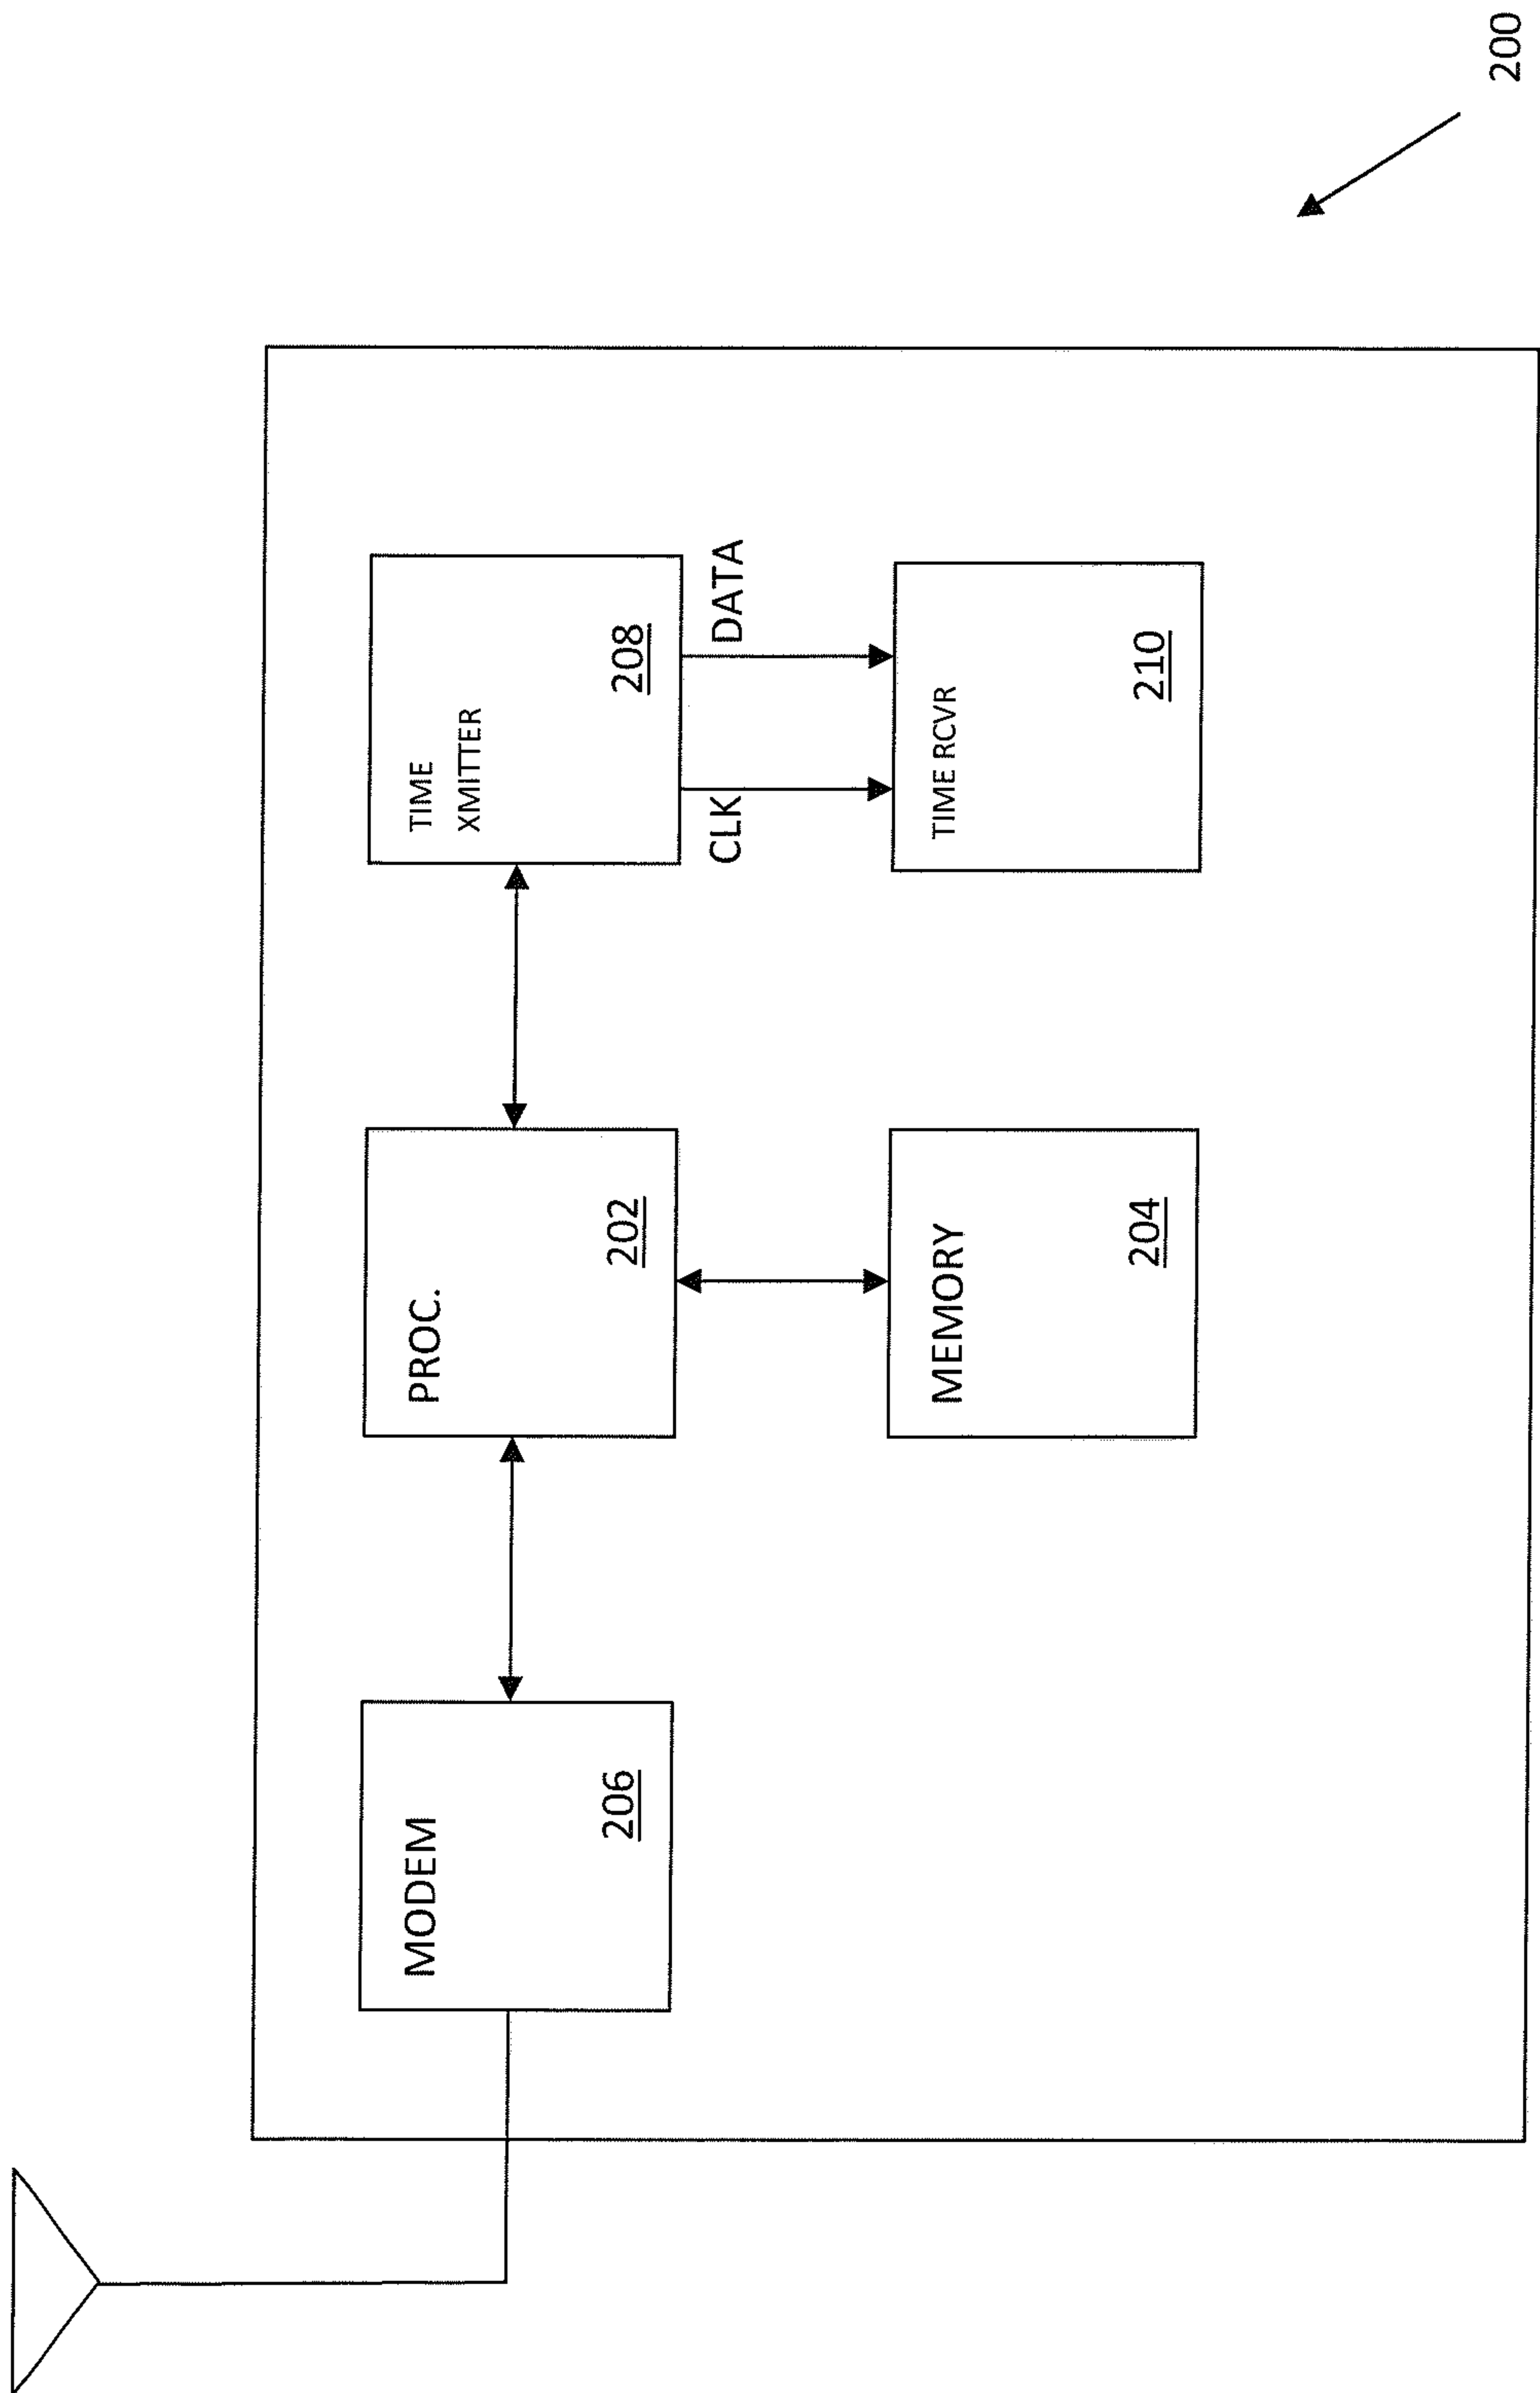 MODEM
206
PROC.
202
TIME
XMITTER
208
CLK
DATA
MEMORY
204
TIME RCVR
210
200